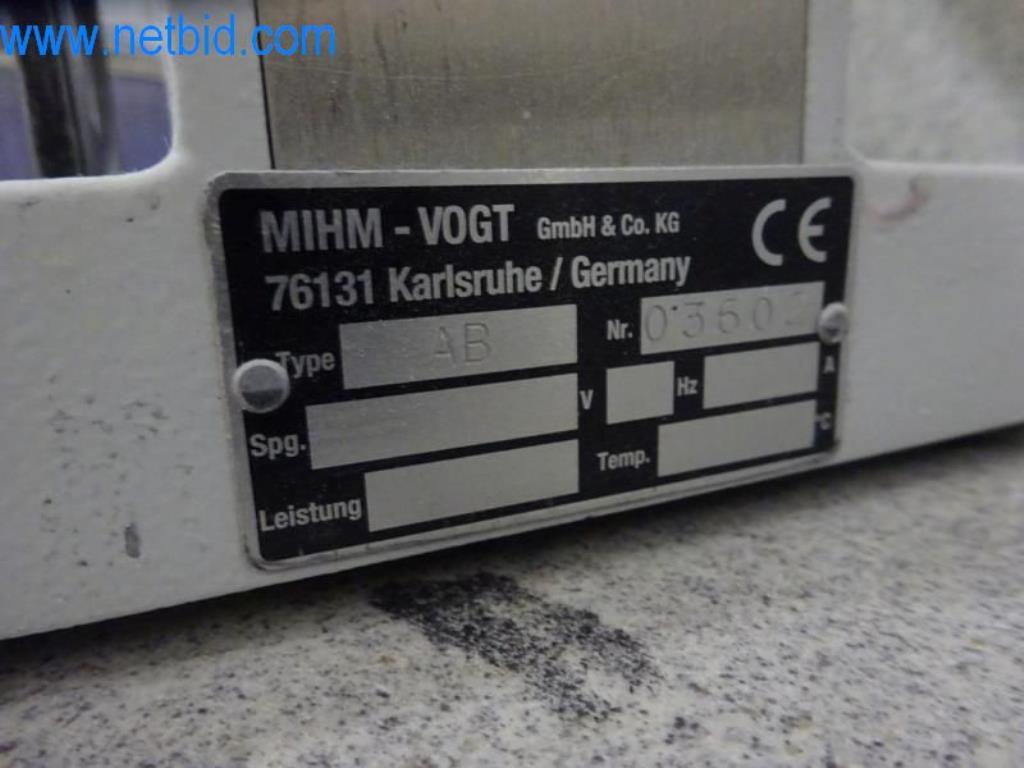 www.netbid.com
MIHM - VOGT GmbH & Co. KG CE
76131 Karlsruhe / Germany
Type AB Nr.
Spg. V Hz A
Leistung Temp. °C